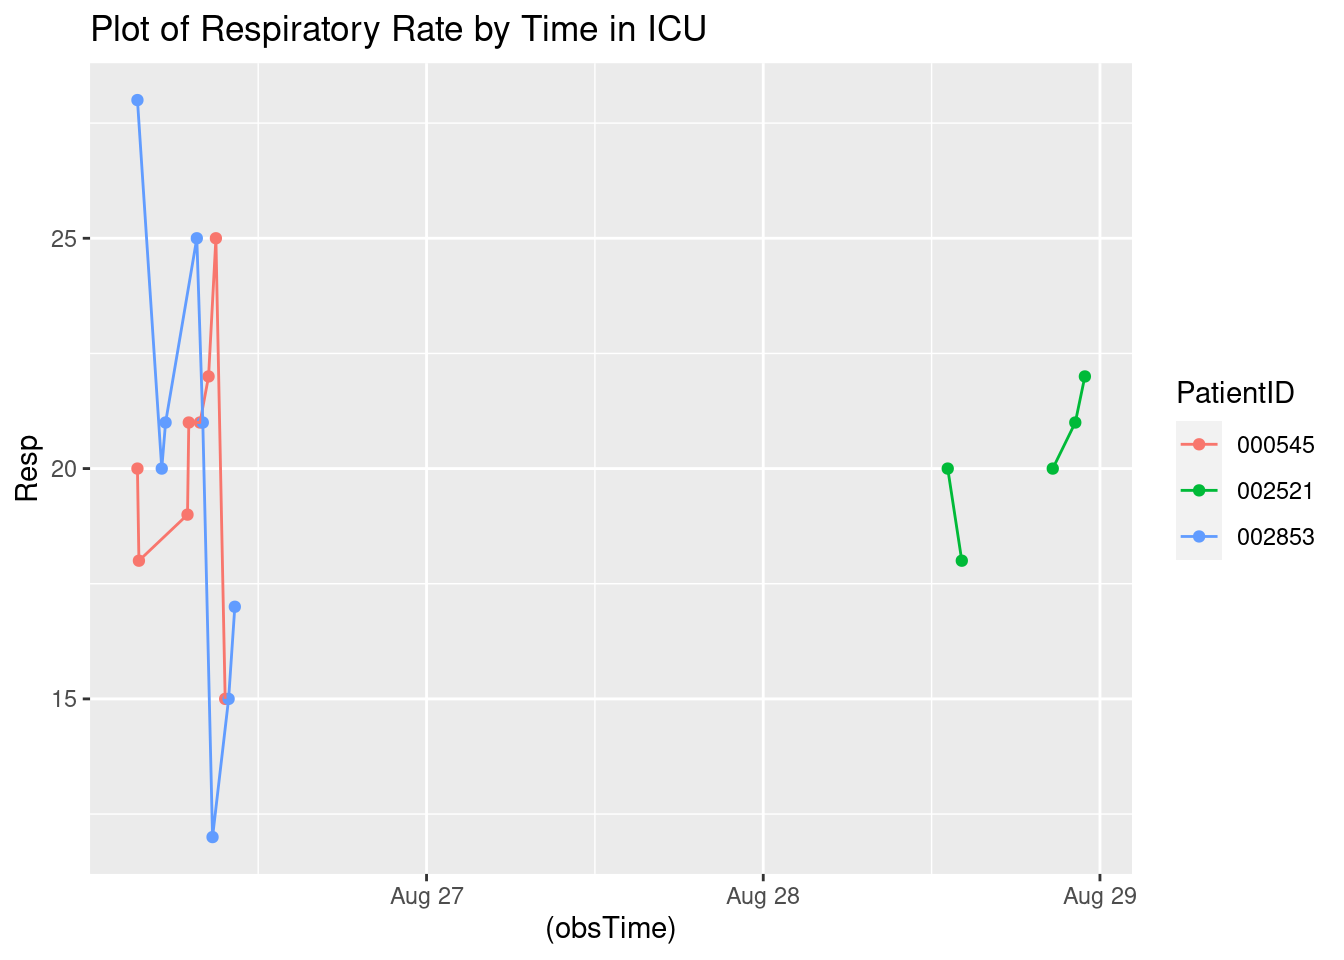 Plot of Respiratory Rate by Time in ICU
25
20
15
Resp
Aug 27
Aug 28
Aug 29
(obsTime)
PatientID
000545
002521
002853